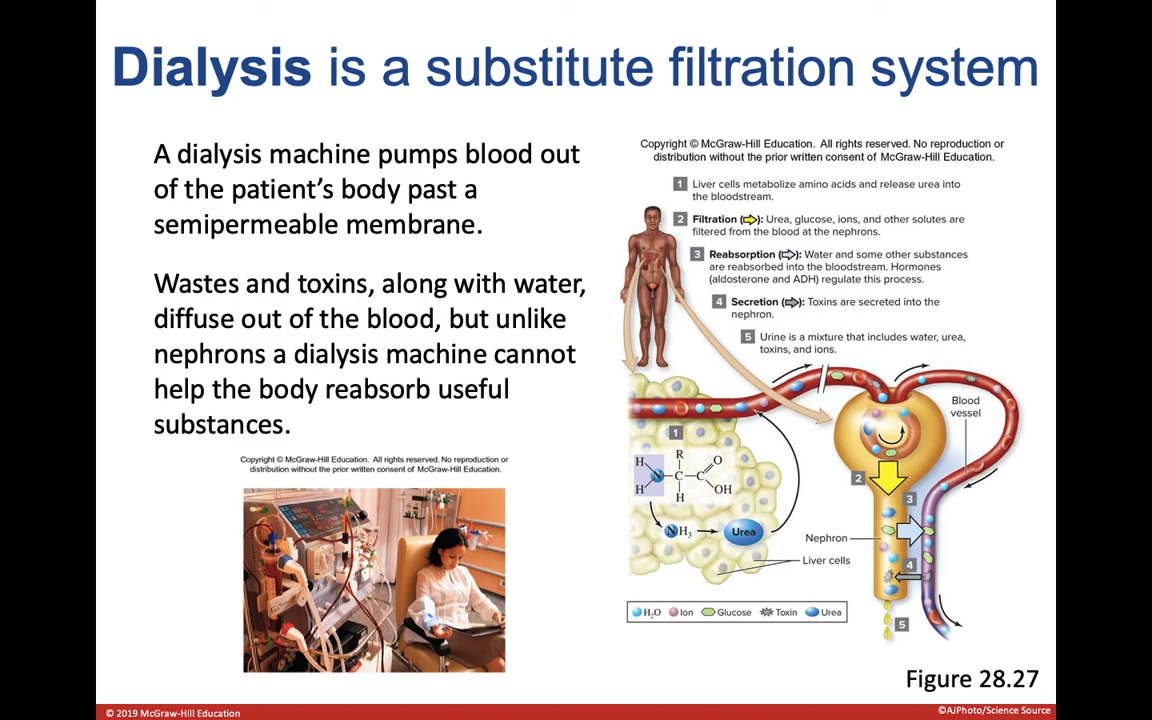 Dialysis is a substitute filtration system
A dialysis machine pumps blood out
of the patient’s body past a
semipermeable membrane.
Wastes and toxins, along with water,
diffuse out of the blood, but unlike
nephrons a dialysis machine cannot
help the body reabsorb useful
substances.
Copyright © McGraw-Hill Education. All rights reserved. No reproduction or
distribution without the prior written consent of McGraw-Hill Education.
Copyright © McGraw-Hill Education. All rights reserved. No reproduction or
distribution without the prior written consent of McGraw-Hill Education.
1 Liver cells metabolize amino acids and release urea into
the bloodstream.
2 Filtration (⇨): Urea, glucose, ions, and other solutes are
filtered from the blood at the nephrons.
3 Reabsorption (⇨): Water and some other substances
are reabsorbed into the bloodstream. Hormones
(aldosterone and ADH) regulate this process.
4 Secretion (⇨): Toxins are secreted into the
nephron.
5 Urine is a mixture that includes water, urea,
toxins, and ions.
Blood
vessel
1
H
N
H
R
C
H
C
O
OH
2
3
NH₃
Urea
Nephron
4
Liver cells
H₂O
Ion
Glucose
Toxin
Urea
5
Figure 28.27
© 2019 McGraw-Hill Education
©AJPhoto/Science Source